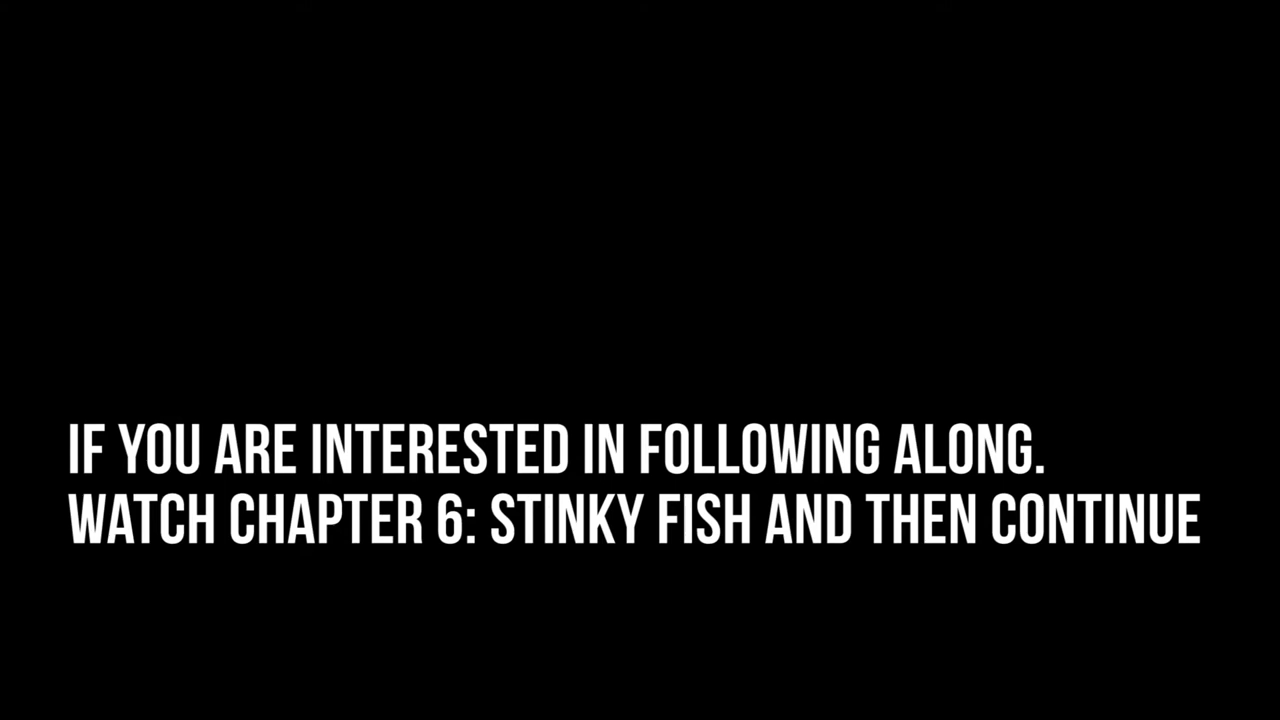 IF YOU ARE INTERESTED IN FOLLOWING ALONG.
WATCH CHAPTER 6: STINKY FISH AND THEN CONTINUE